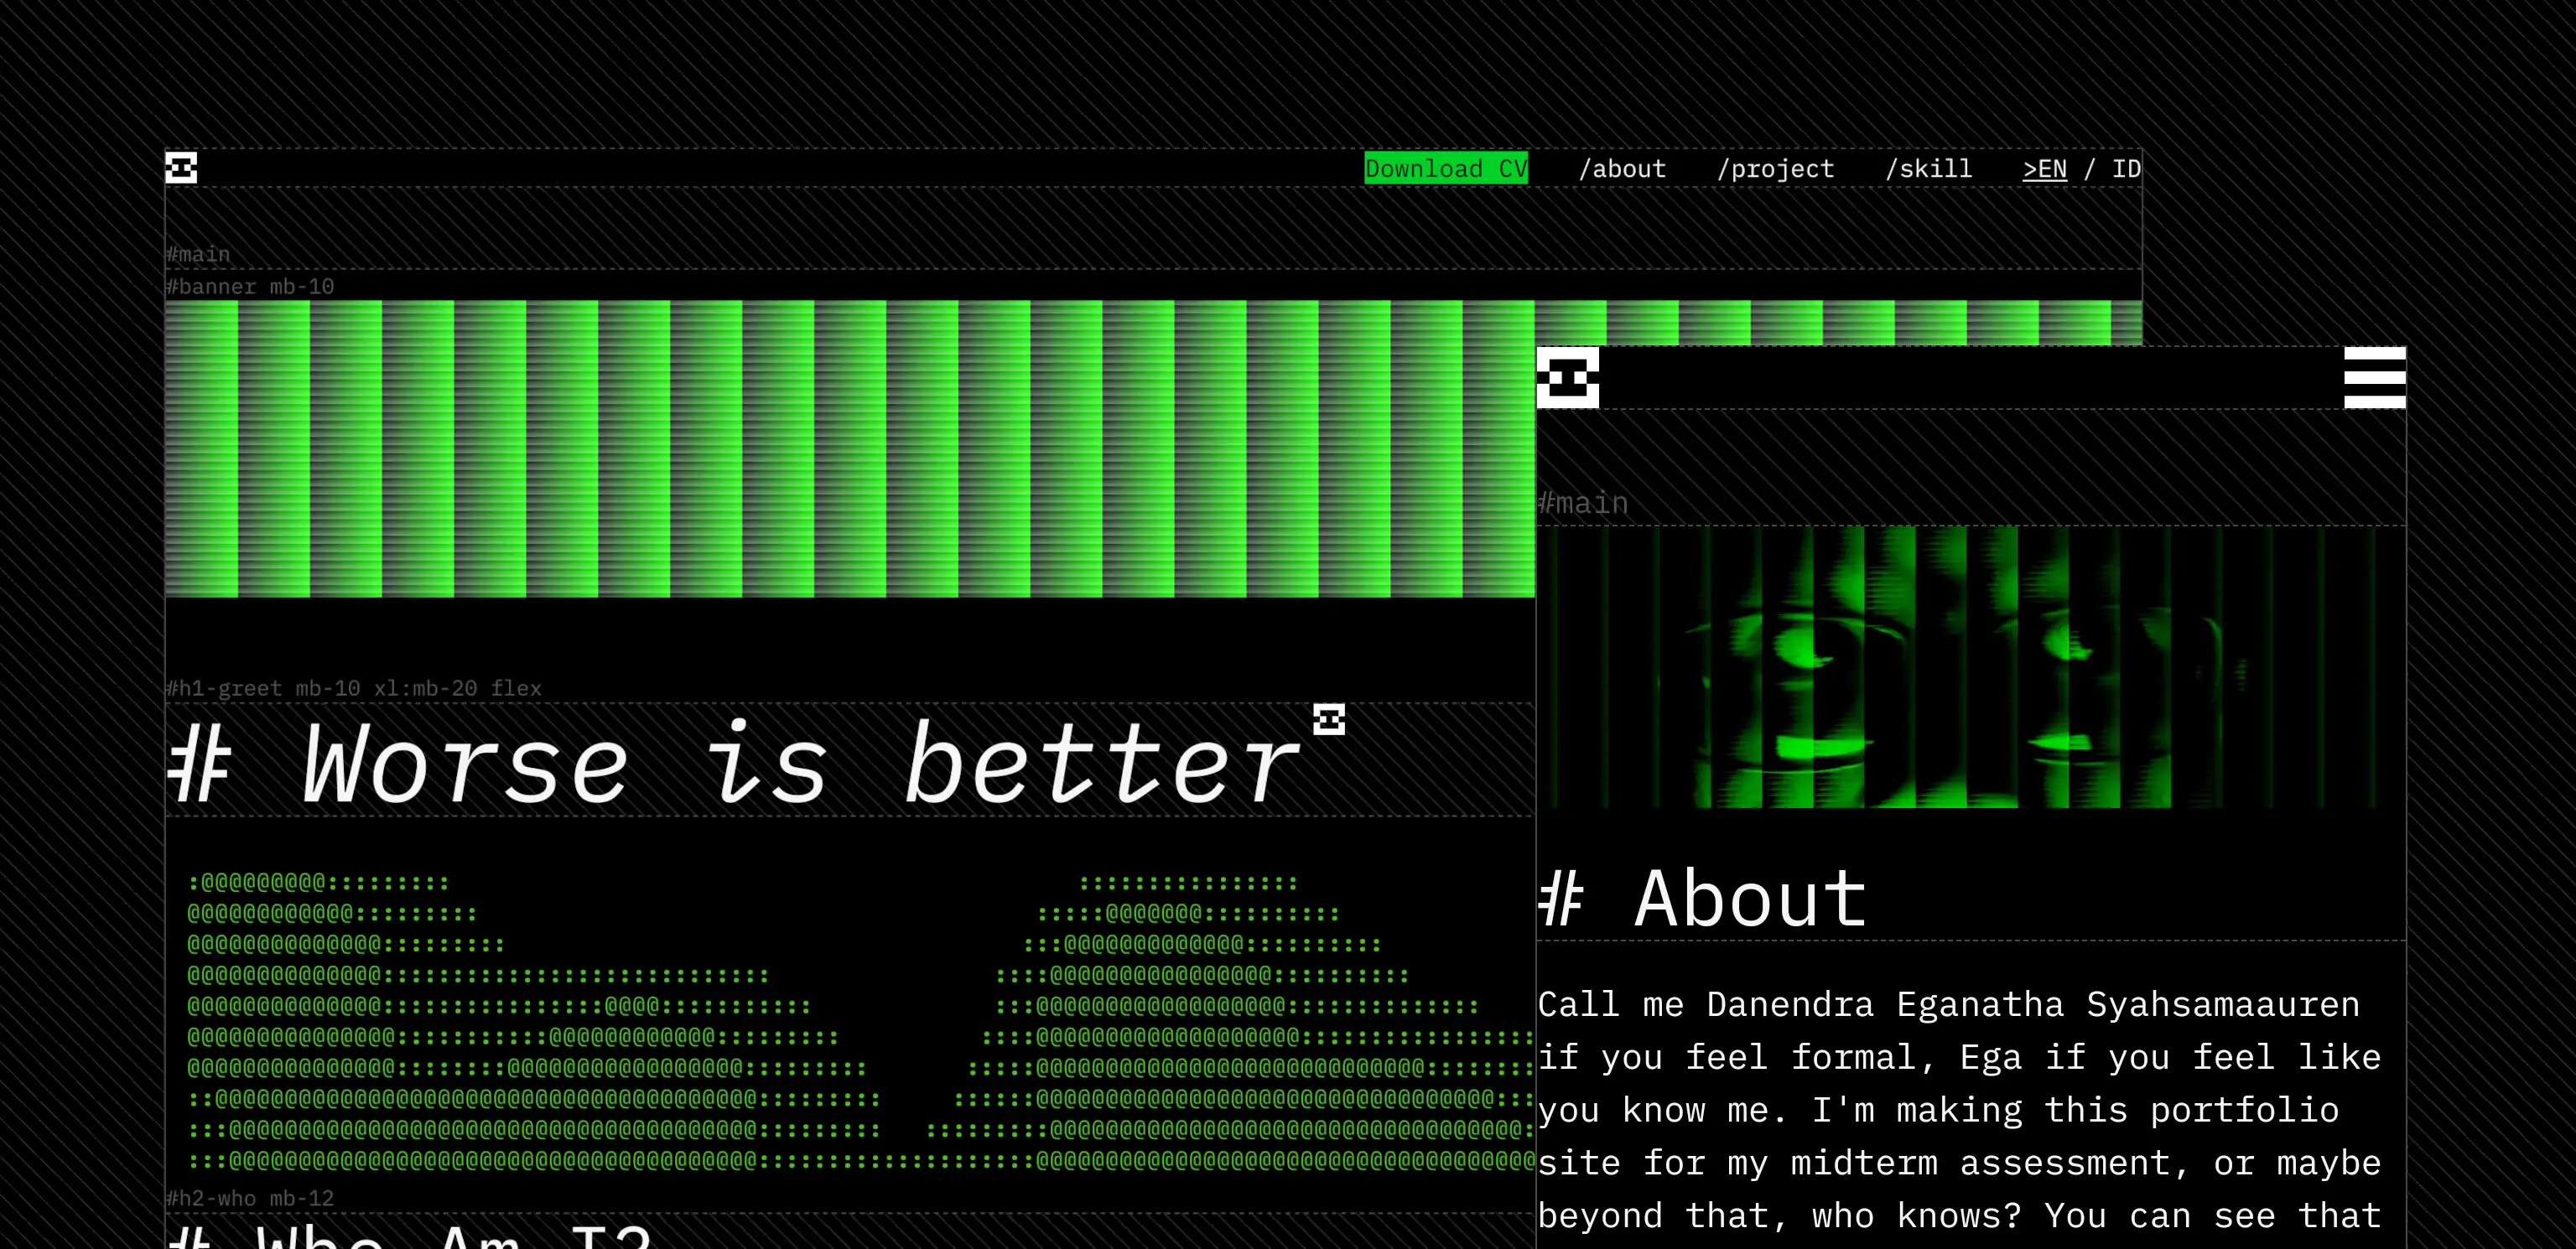 Download CV /about /project /skill >EN / ID
#main
#banner mb-10
#h1-greet mb-10 xl:mb-20 flex
# Worse is better
:@@@@@@@@@::::::::: ::::::::::::::::
@@@@@@@@@@@@::::::::: :::::@@@@@@@::::::::::
@@@@@@@@@@@@@@::::::::: :::@@@@@@@@@@@@@::::::::::
@@@@@@@@@@@@@@:::::::::::::::::::::::::::: ::::@@@@@@@@@@@@@@@@::::::::::
@@@@@@@@@@@@@@::::::::::::::::@@@@::::::::::: :::@@@@@@@@@@@@@@@@@@::::::::::::::
@@@@@@@@@@@@@@@:::::::::::@@@@@@@@@@@@::::::::: ::::@@@@@@@@@@@@@@@@@@@:::::::::::::::::
@@@@@@@@@@@@@@@::::::::@@@@@@@@@@@@@@@@@::::::::: :::::@@@@@@@@@@@@@@@@@@@@@@@@@@@@::::::::
::@@@@@@@@@@@@@@@@@@@@@@@@@@@@@@@@@@@@@@@::::::::: ::::::@@@@@@@@@@@@@@@@@@@@@@@@@@@@@@@@@:::
:::@@@@@@@@@@@@@@@@@@@@@@@@@@@@@@@@@@@@@@::::::::: :::::::::@@@@@@@@@@@@@@@@@@@@@@@@@@@@@@@@@@:
:::@@@@@@@@@@@@@@@@@@@@@@@@@@@@@@@@@@@@@@::::::::::::::::::::@@@@@@@@@@@@@@@@@@@@@@@@@@@@@@@@@@@@
#h2-who mb-12
# Who Am I?
#main
# About
Call me Danendra Eganatha Syahsamaauren
if you feel formal, Ega if you feel like
you know me. I'm making this portfolio
site for my midterm assessment, or maybe
beyond that, who knows? You can see that